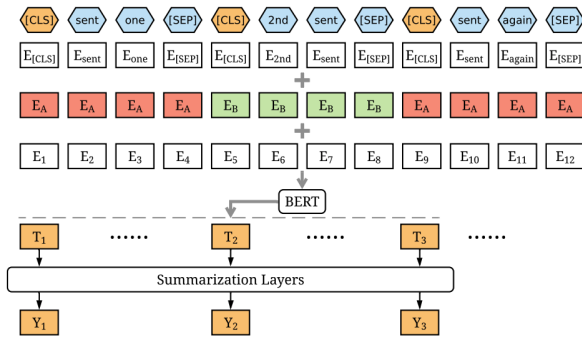 [CLS] sent one [SEP] [CLS] 2nd sent [SEP] [CLS] sent again [SEP]
E[CLS] Esent Eone E[SEP] E[CLS] E2nd Esent E[SEP] E[CLS] Esent Eagain E[SEP]
+
EA EA EA EA EB EB EB EB EA EA EA EA
+
E1 E2 E3 E4 E5 E6 E7 E8 E9 E10 E11 E12
BERT
T1 ...... T2 ...... T3 ......
Summarization Layers
Y1 Y2 Y3